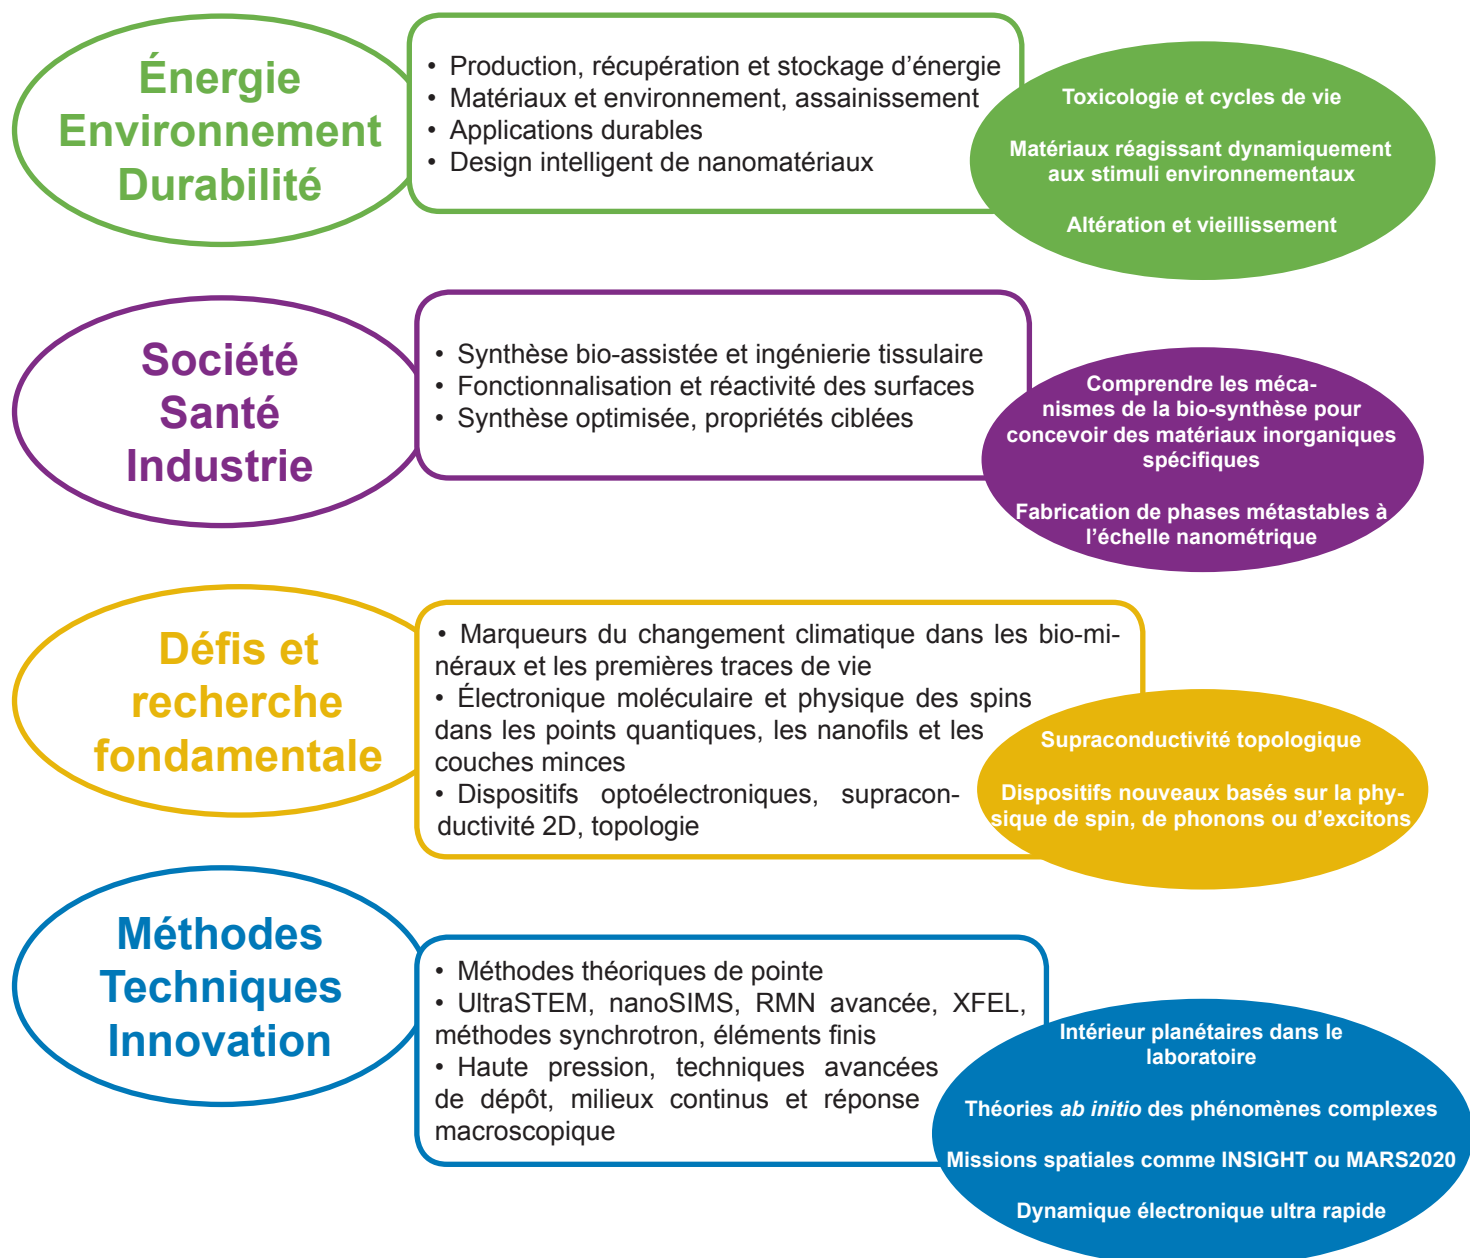 Énergie
Environnement
Durabilité
• Production, récupération et stockage d’énergie
• Matériaux et environnement, assainissement
• Applications durables
• Design intelligent de nanomatériaux
Toxicologie et cycles de vie
Matériaux réagissant dynamiquement
aux stimuli environnementaux
Altération et vieillissement
Société
Santé
Industrie
• Synthèse bio-assistée et ingénierie tissulaire
• Fonctionnalisation et réactivité des surfaces
• Synthèse optimisée, propriétés ciblées
Comprendre les méca-
nismes de la bio-synthèse pour
concevoir des matériaux inorganiques
spécifiques
Fabrication de phases métastables à
l’échelle nanométrique
Défis et
recherche
fondamentale
• Marqueurs du changement climatique dans les bio-mi-
néraux et les premières traces de vie
• Électronique moléculaire et physique des spins
dans les points quantiques, les nanofils et les
couches minces
• Dispositifs optoélectroniques, supracon-
ductivité 2D, topologie
Supraconductivité topologique
Dispositifs nouveaux basés sur la phy-
sique de spin, de phonons ou d’excitons
Méthodes
Techniques
Innovation
• Méthodes théoriques de pointe
• UltraSTEM, nanoSIMS, RMN avancée, XFEL,
méthodes synchrotron, éléments finis
• Haute pression, techniques avancées
de dépôt, milieux continus et réponse
macroscopique
Intérieur planétaires dans le
laboratoire
Théories ab initio des phénomènes complexes
Missions spatiales comme INSIGHT ou MARS2020
Dynamique électronique ultra rapide